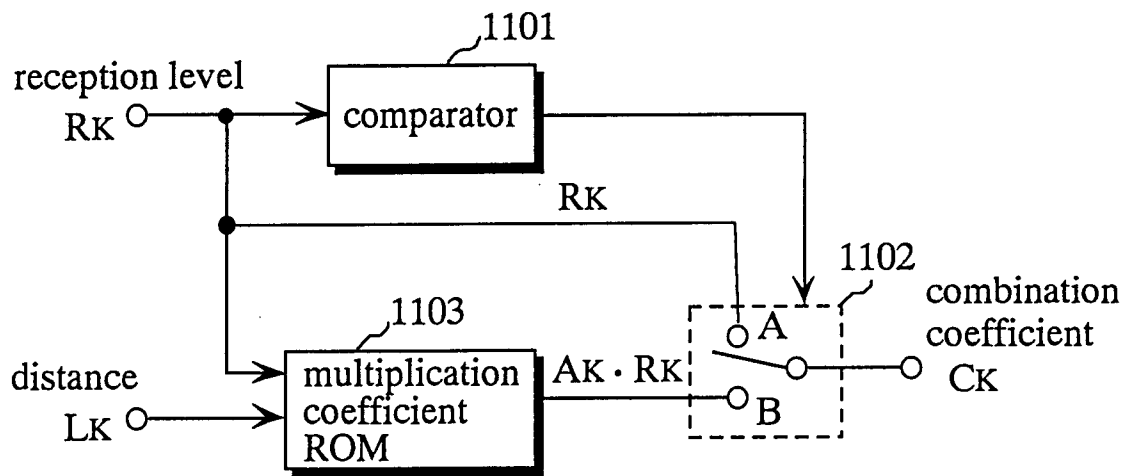 1101
reception level
RK
comparator
RK
1102
combination
coefficient
A
1103
distance
LK
multiplication
coefficient
ROM
AK · RK
B
CK